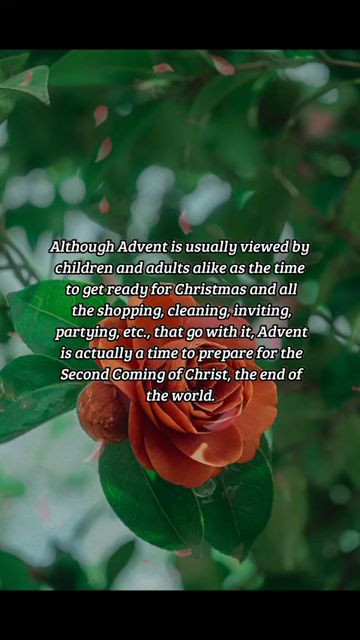 Although Advent is usually viewed by
children and adults alike as the time
to get ready for Christmas and all
the shopping, cleaning, inviting,
partying, etc., that go with it, Advent
is actually a time to prepare for the
Second Coming of Christ, the end of
the world.